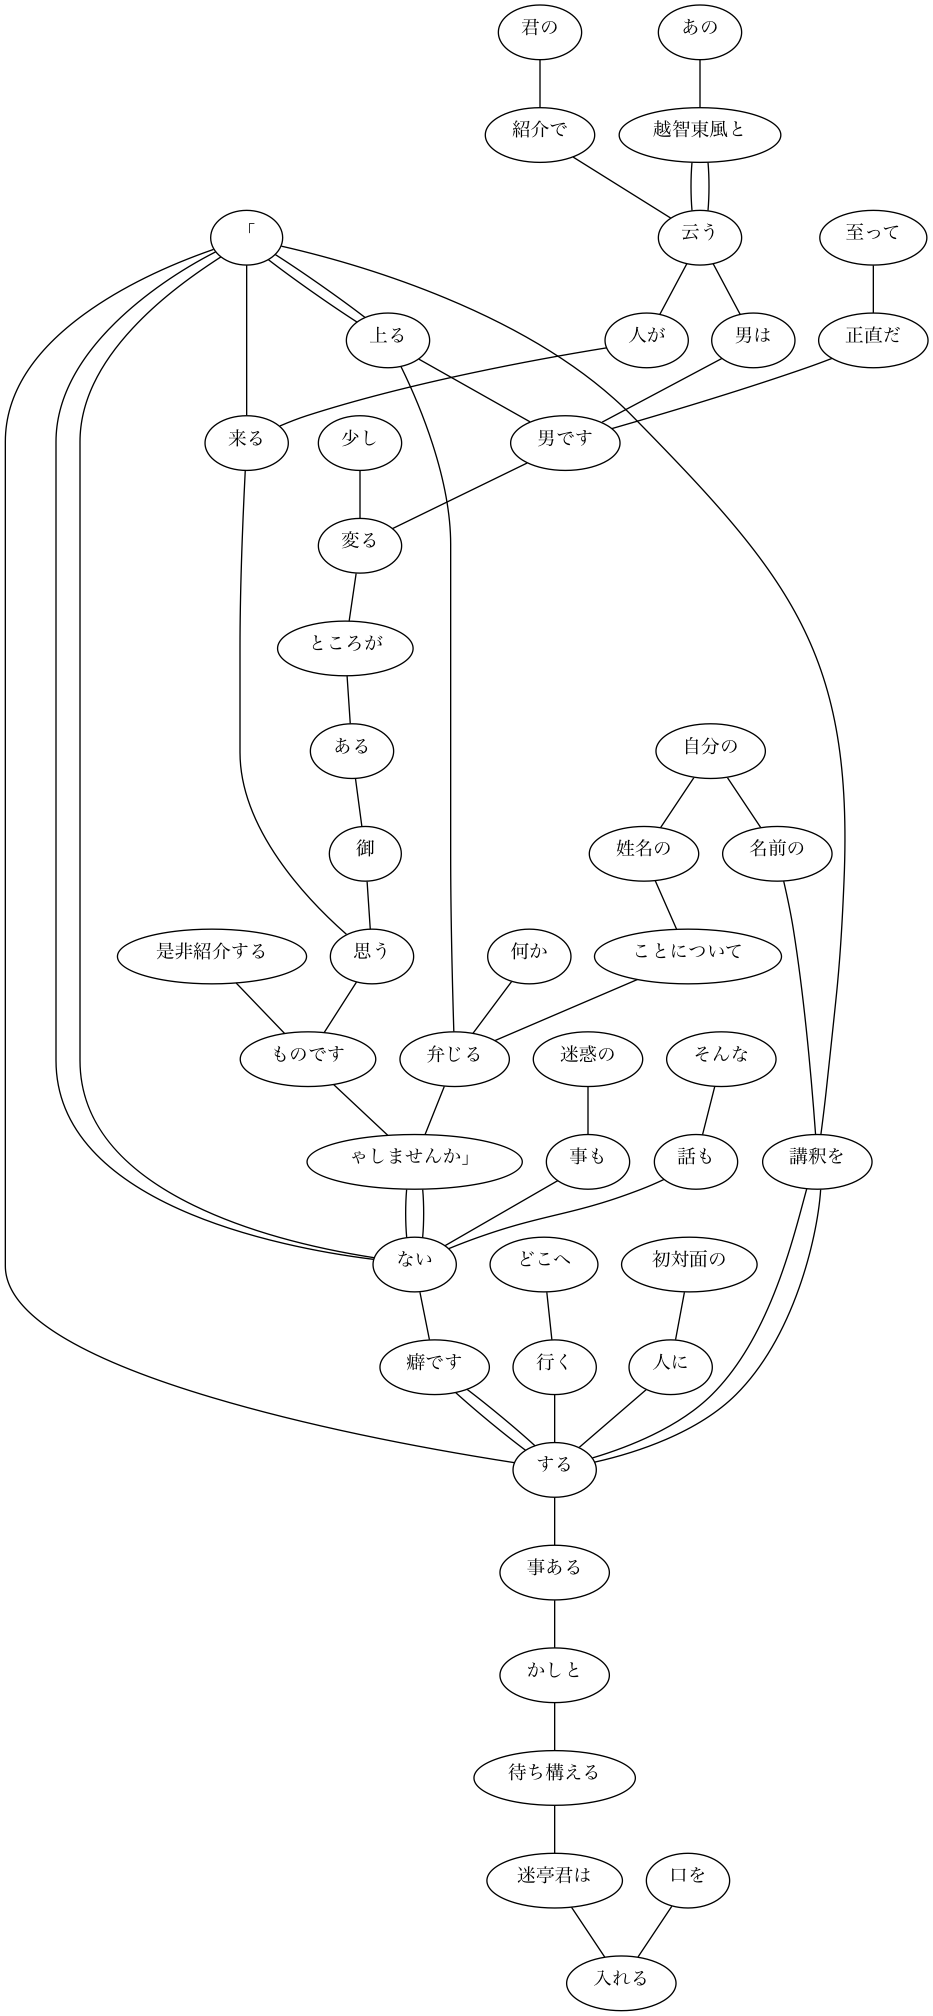 君の
あの
紹介で
越智東風と
「
云う
至って
上る
人が
男は
正直だ
来る
少し
男です
変る
ところが
ある
自分の
御
姓名の
名前の
是非紹介する
思う
何か
ことについて
ものです
弁じる
迷惑の
そんな
ゃしませんか」
事も
話も
講釈を
ない
どこへ
初対面の
癖です
行く
人に
する
事ある
かしと
待ち構える
迷亭君は
口を
入れる